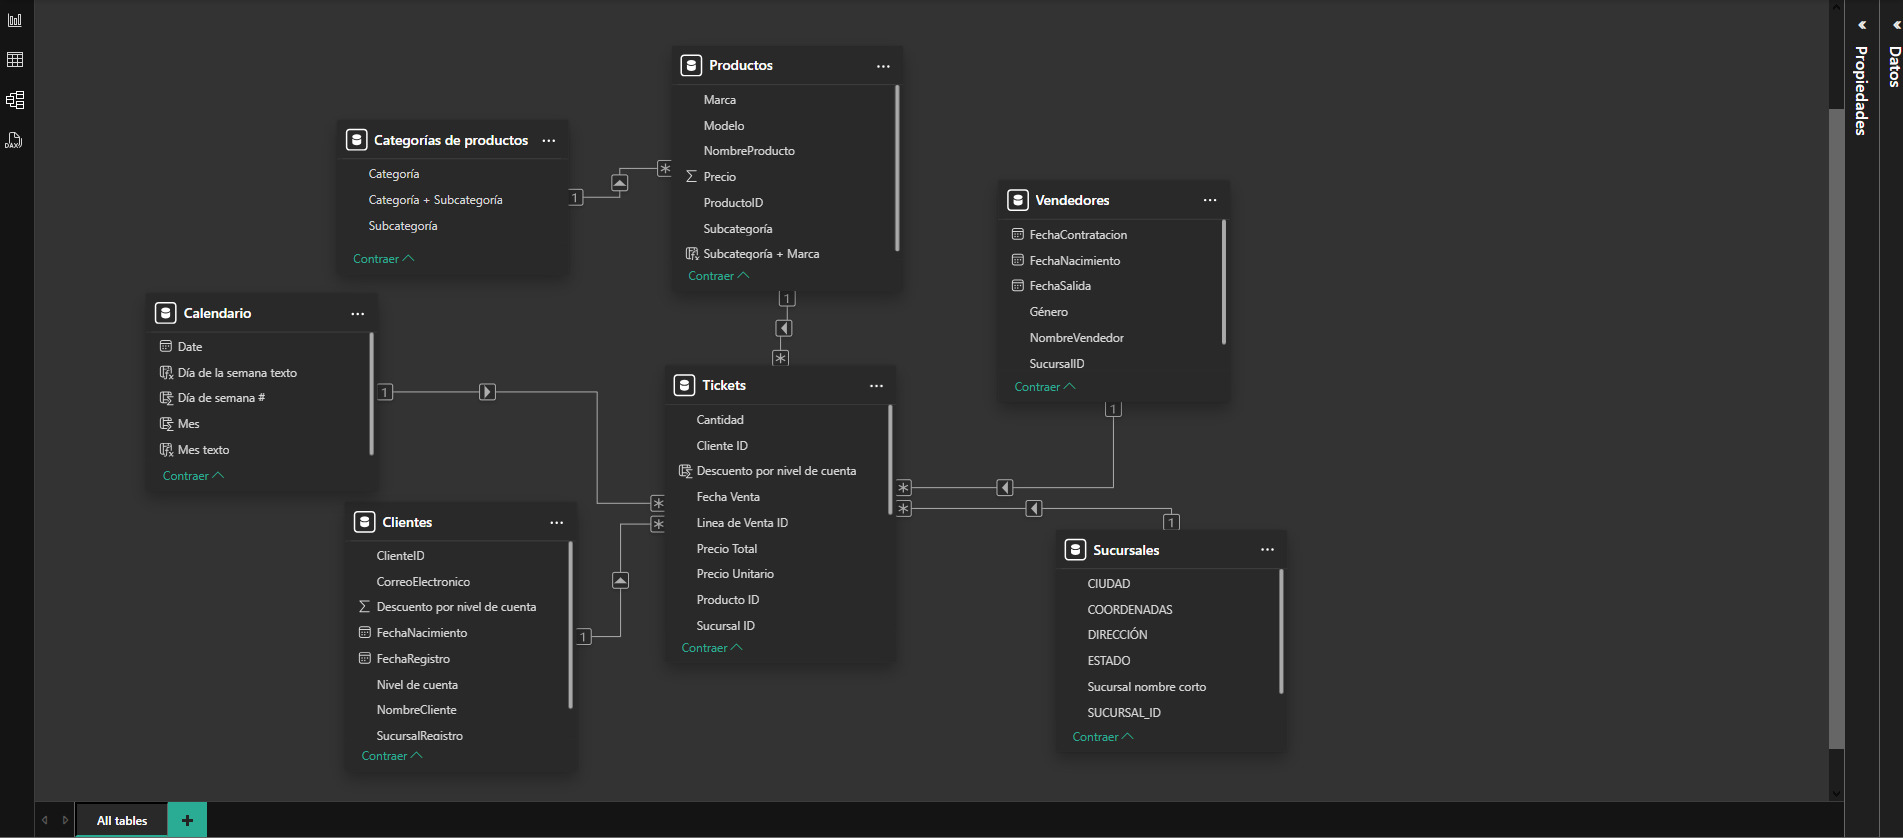 Productos
Marca
Modelo
NombreProducto
Precio
ProductoID
Subcategoría
Subcategoría + Marca
Contraer
Categorías de productos
Categoría
Categoría + Subcategoría
Subcategoría
Contraer
Vendedores
FechaContratacion
FechaNacimiento
FechaSalida
Género
NombreVendedor
SucursalID
Contraer
Calendario
Date
Día de la semana texto
Día de semana #
Mes
Mes texto
Contraer
Tickets
Cantidad
Cliente ID
Descuento por nivel de cuenta
Fecha Venta
Linea de Venta ID
Precio Total
Precio Unitario
Producto ID
Sucursal ID
Contraer
Clientes
ClienteID
CorreoElectronico
Descuento por nivel de cuenta
FechaNacimiento
FechaRegistro
Nivel de cuenta
NombreCliente
SucursalRegistro
Contraer
Sucursales
CIUDAD
COORDENADAS
DIRECCIÓN
ESTADO
Sucursal nombre corto
SUCURSAL_ID
Contraer
1
*
1
*
1
*
1
*
1
*
1
*
Propiedades
Datos
DAX
All tables
+